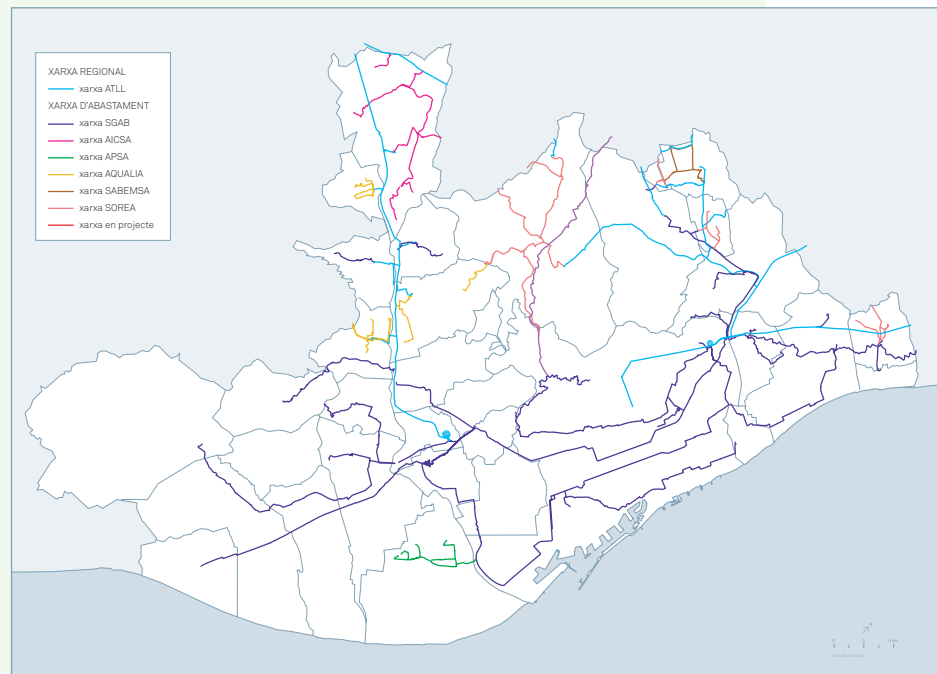 XARXA REGIONAL
xarxa ATLL
XARXA D'ABASTAMENT
xarxa SGAB
xarxa AICSA
xarxa APSA
xarxa AQUALIA
xarxa SABEMSA
xarxa SOREA
xarxa en projecte